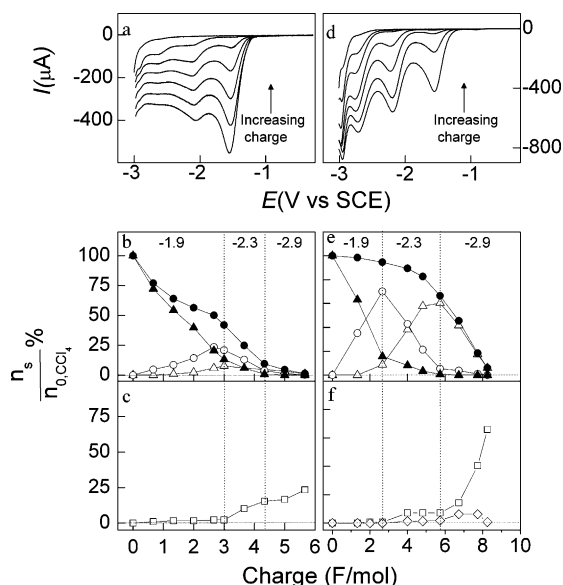 a
d
0
-200
-400
0
-400
-800
I(μA)
Increasing
charge
Increasing
charge
-3
-2
-1
-3
-2
-1
E(V vs SCE)
b
-1.9
-2.3
-2.9
e
-1.9
-2.3
-2.9
100
75
50
25
0
n_s / n_0,CCl4 %
c
f
75
50
25
0
0
1
2
3
4
5
6
0
2
4
6
8
10
Charge (F/mol)